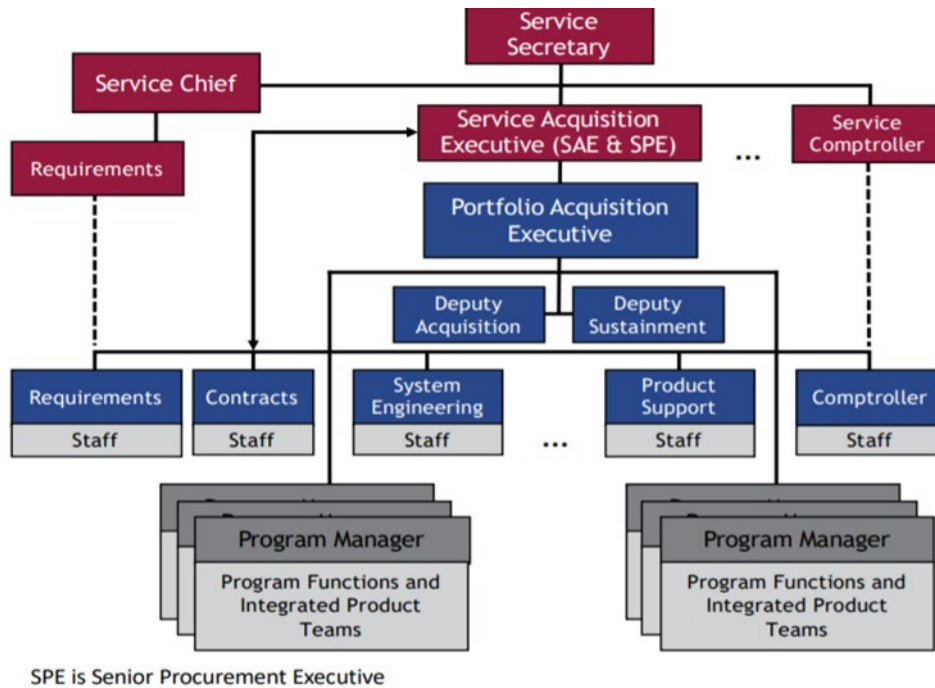 Service
Secretary
Service Chief
Service Acquisition
Executive (SAE & SPE)
...
Service
Comptroller
Requirements
Portfolio Acquisition
Executive
Deputy
Acquisition
Deputy
Sustainment
Requirements
Staff
Contracts
Staff
System
Engineering
Staff
...
Product
Support
Staff
Comptroller
Staff
Program Manager
Program Functions and
Integrated Product
Teams
Program Manager
Program Functions and
Integrated Product
Teams
SPE is Senior Procurement Executive